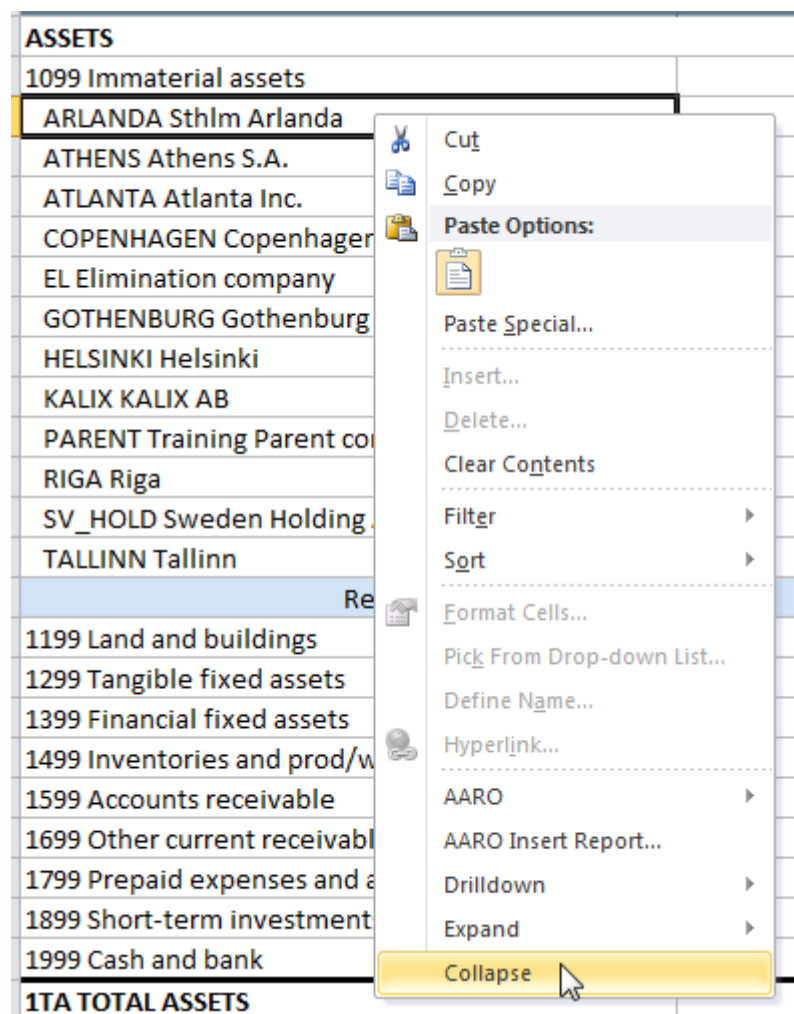 ASSETS
1099 Immaterial assets
ARLANDA Sthlm Arlanda
ATHENS Athens S.A.
ATLANTA Atlanta Inc.
COPENHAGEN Copenhagen
EL Elimination company
GOTHENBURG Gothenburg
HELSINKI Helsinki
KALIX KALIX AB
PARENT Training Parent
RIGA Riga
SV_HOLD Sweden Holding
TALLINN Tallinn
Re
1199 Land and buildings
1299 Tangible fixed assets
1399 Financial fixed assets
1499 Inventories and prod/w
1599 Accounts receivable
1699 Other current receivabl
1799 Prepaid expenses and a
1899 Short-term investment
1999 Cash and bank
1TA TOTAL ASSETS
Cut
Copy
Paste Options:
Paste Special...
Insert...
Delete...
Clear Contents
Filter
Sort
Format Cells...
Pick From Drop-down List...
Define Name...
Hyperlink...
AARO
AARO Insert Report...
Drilldown
Expand
Collapse